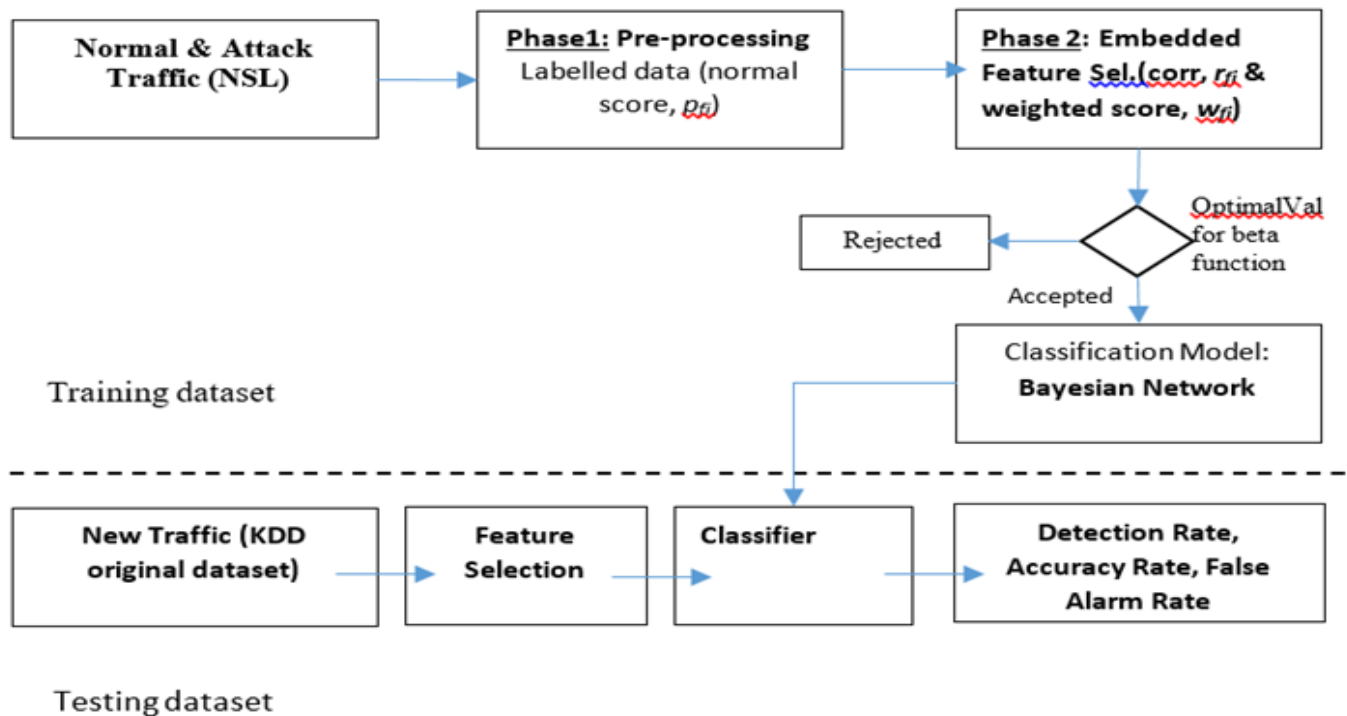 Normal & Attack
Traffic (NSL)
Phase1: Pre-processing
Labelled data (normal
score, pfi)
Phase 2: Embedded
Feature Sel.(corr, rfi &
weighted score, wfi)
OptimalVal
for beta
function
Rejected
Accepted
Classification Model:
Bayesian Network
Training dataset
New Traffic (KDD
original dataset)
Feature
Selection
Classifier
Detection Rate,
Accuracy Rate, False
Alarm Rate
Testing dataset